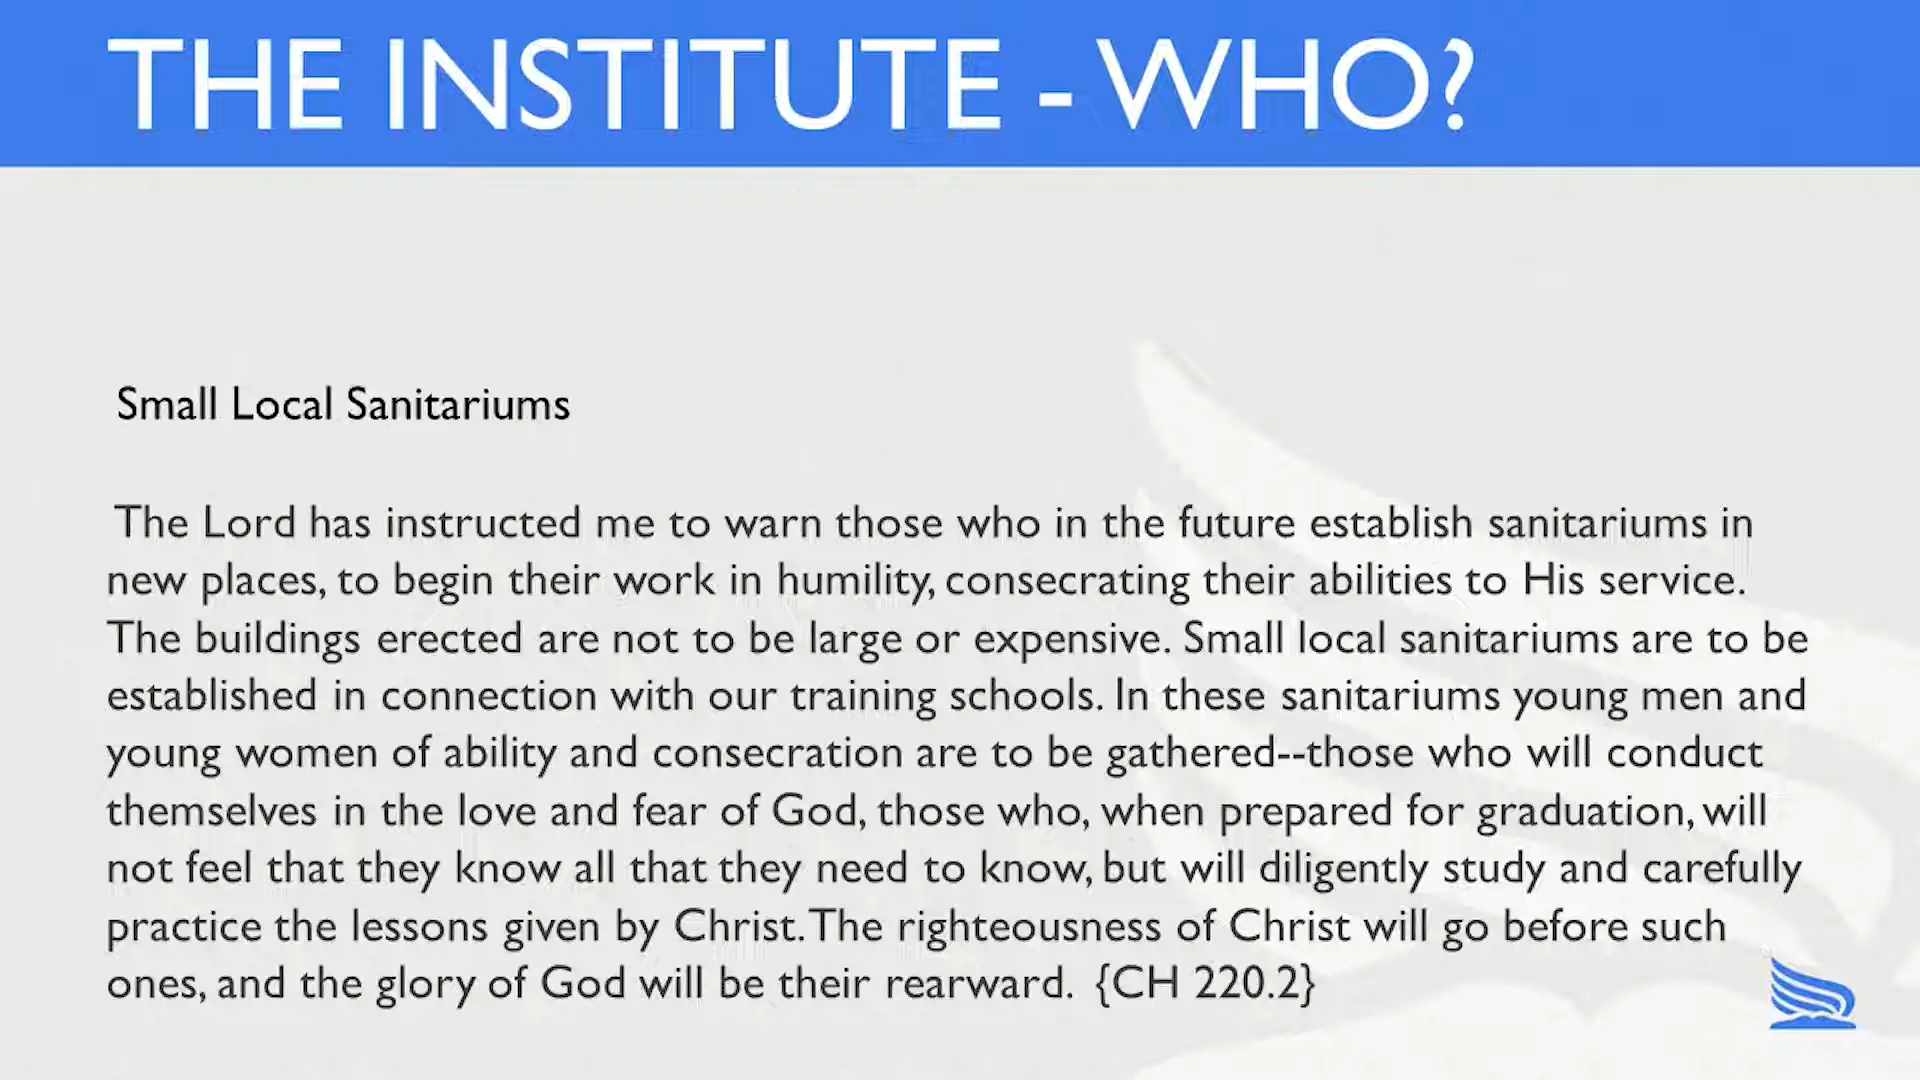 THE INSTITUTE - WHO?
Small Local Sanitariums
The Lord has instructed me to warn those who in the future establish sanitariums in
new places, to begin their work in humility, consecrating their abilities to His service.
The buildings erected are not to be large or expensive. Small local sanitariums are to be
established in connection with our training schools. In these sanitariums young men and
young women of ability and consecration are to be gathered--those who will conduct
themselves in the love and fear of God, those who, when prepared for graduation, will
not feel that they know all that they need to know, but will diligently study and carefully
practice the lessons given by Christ. The righteousness of Christ will go before such
ones, and the glory of God will be their rearward. {CH 220.2}